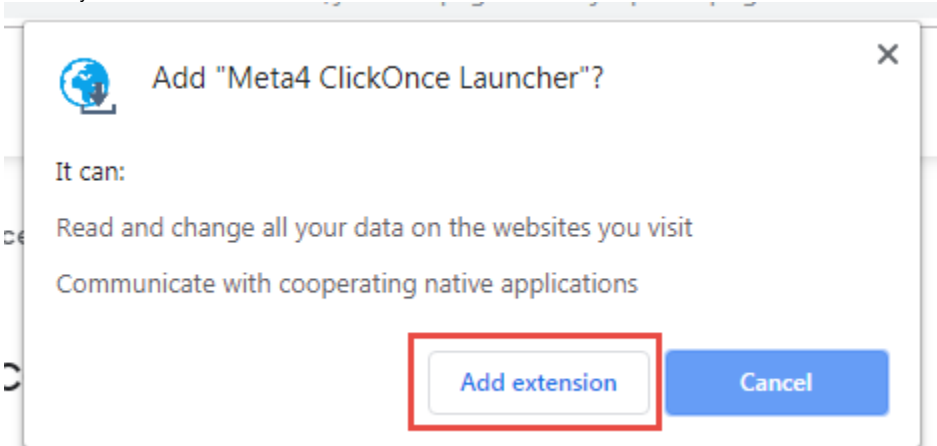 Add "Meta4 ClickOnce Launcher"?
It can:
Read and change all your data on the websites you visit
Communicate with cooperating native applications
Add extension
Cancel